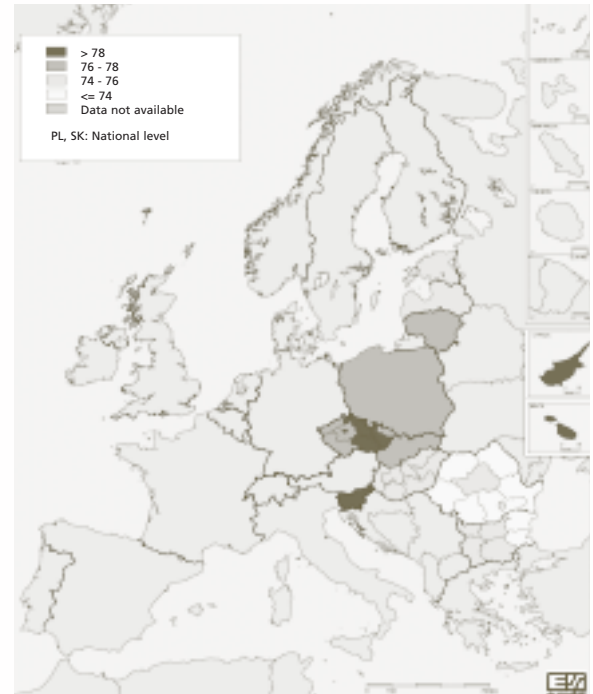 > 78
76 - 78
74 - 76
<= 74
Data not available
PL, SK: National level